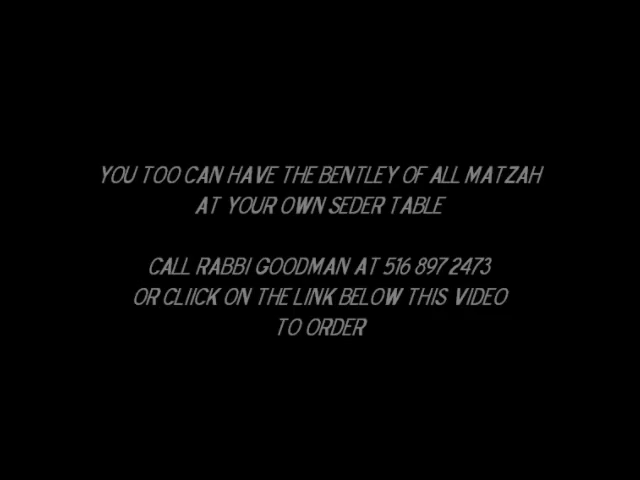 YOU TOO CAN HAVE THE BENTLEY OF ALL MATZAH
AT YOUR OWN SEDER TABLE
CALL RABBI GOODMAN AT 516 897 2473
OR CLIICK ON THE LINK BELOW THIS VIDEO
TO ORDER